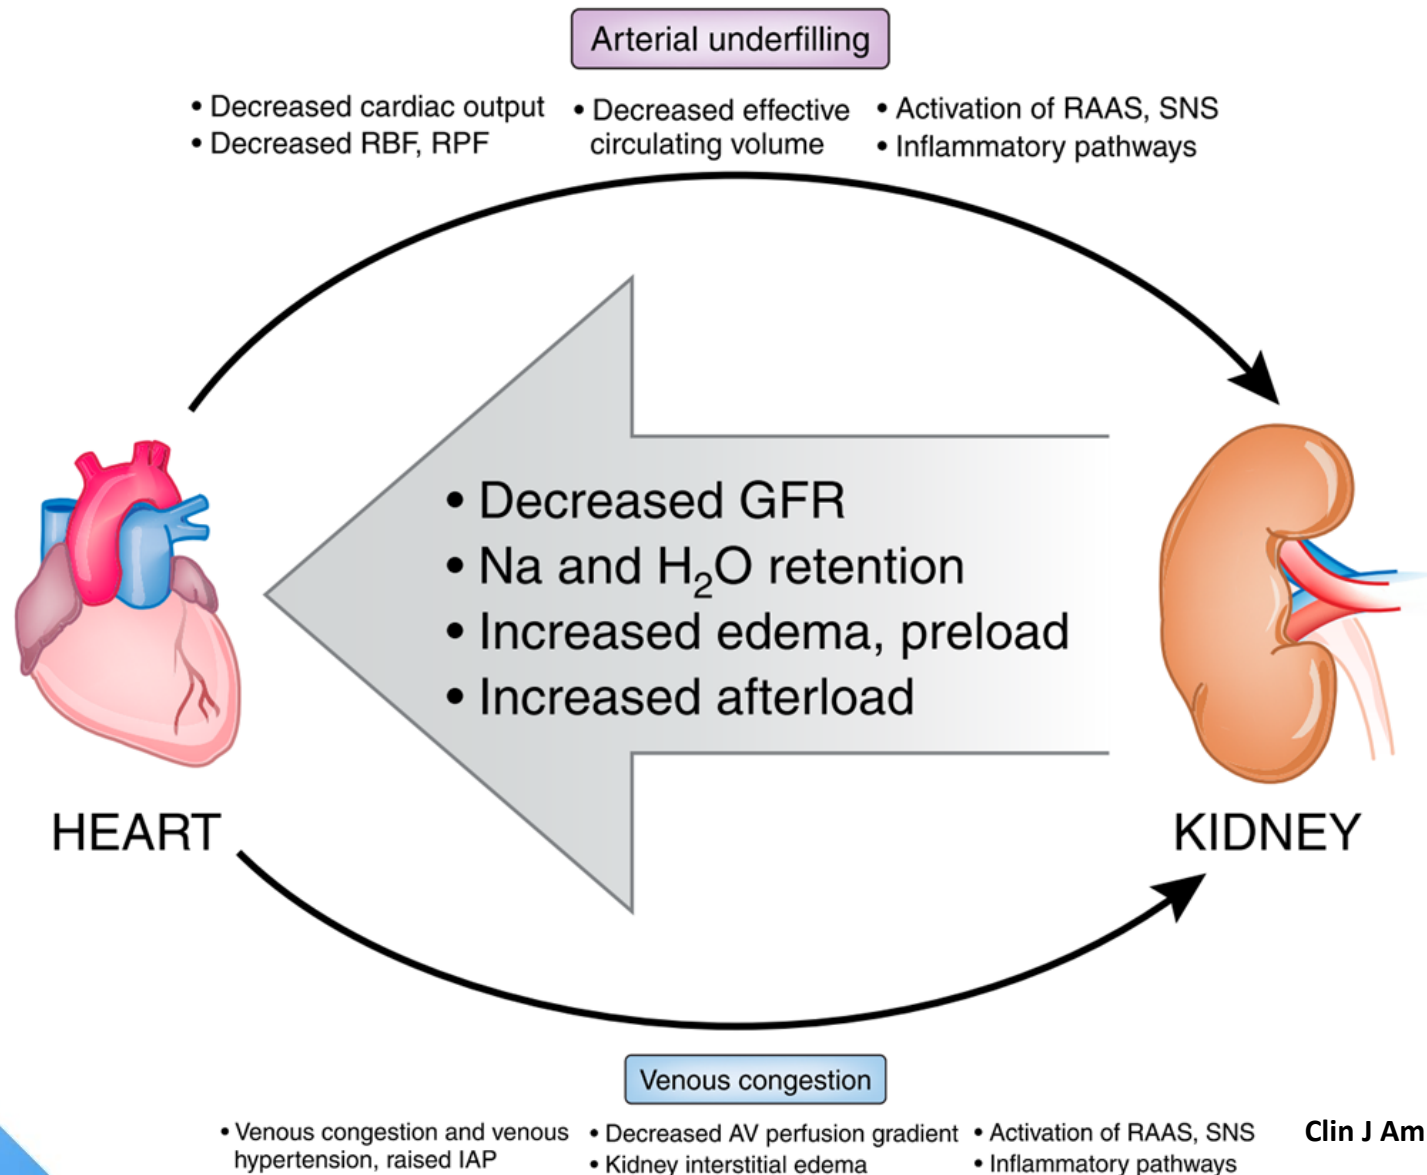 Arterial underfilling
• Decreased cardiac output
• Decreased RBF, RPF
• Decreased effective
circulating volume
• Activation of RAAS, SNS
• Inflammatory pathways
• Decreased GFR
• Na and H₂O retention
• Increased edema, preload
• Increased afterload
HEART
KIDNEY
Venous congestion
• Venous congestion and venous
hypertension, raised IAP
• Decreased AV perfusion gradient
• Kidney interstitial edema
• Activation of RAAS, SNS
• Inflammatory pathways
Clin J Am